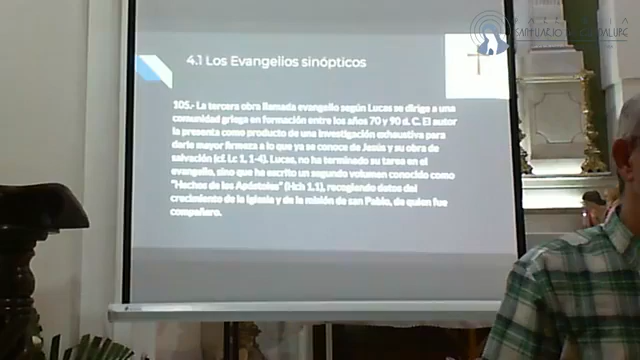 PARROQUIA
SANTUARIO DE GUADALUPE
4.1 Los Evangelios sinópticos
105.- La tercera obra llamada evangelio según Lucas se dirige a una
comunidad griega en formación entre los años 70 y 90 d. C. El autor
la presenta como producto de una investigación exhaustiva para
darle mayor firmeza a lo que ya se conoce de Jesús y su obra de
salvación (cf. Lc 1, 1-4). Lucas, no ha terminado su tarea en el
evangelio, sino que ha escrito un segundo volumen conocido como
"Hechos de los Apóstoles" (Hch 1.1), recogiendo datos del
crecimiento de la Iglesia y de la misión de san Pablo, de quien fue
compañero.